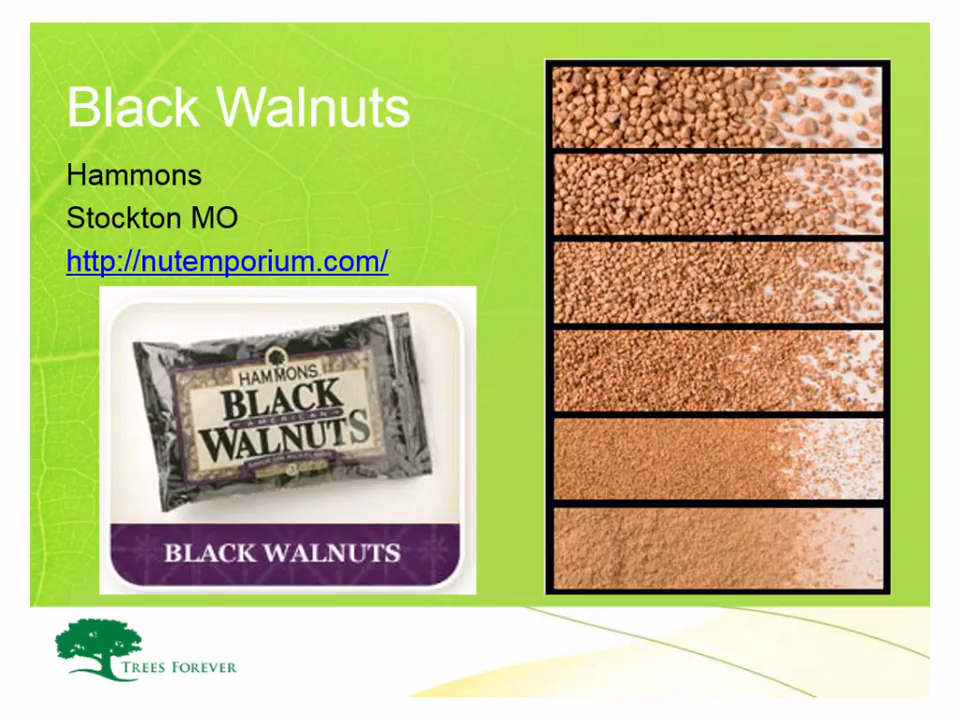 Black Walnuts
Hammons
Stockton MO
http://nutemporium.com/
HAMMONS
BLACK
AMERICAN
WALNUTS
BLACK WALNUTS
TREES FOREVER